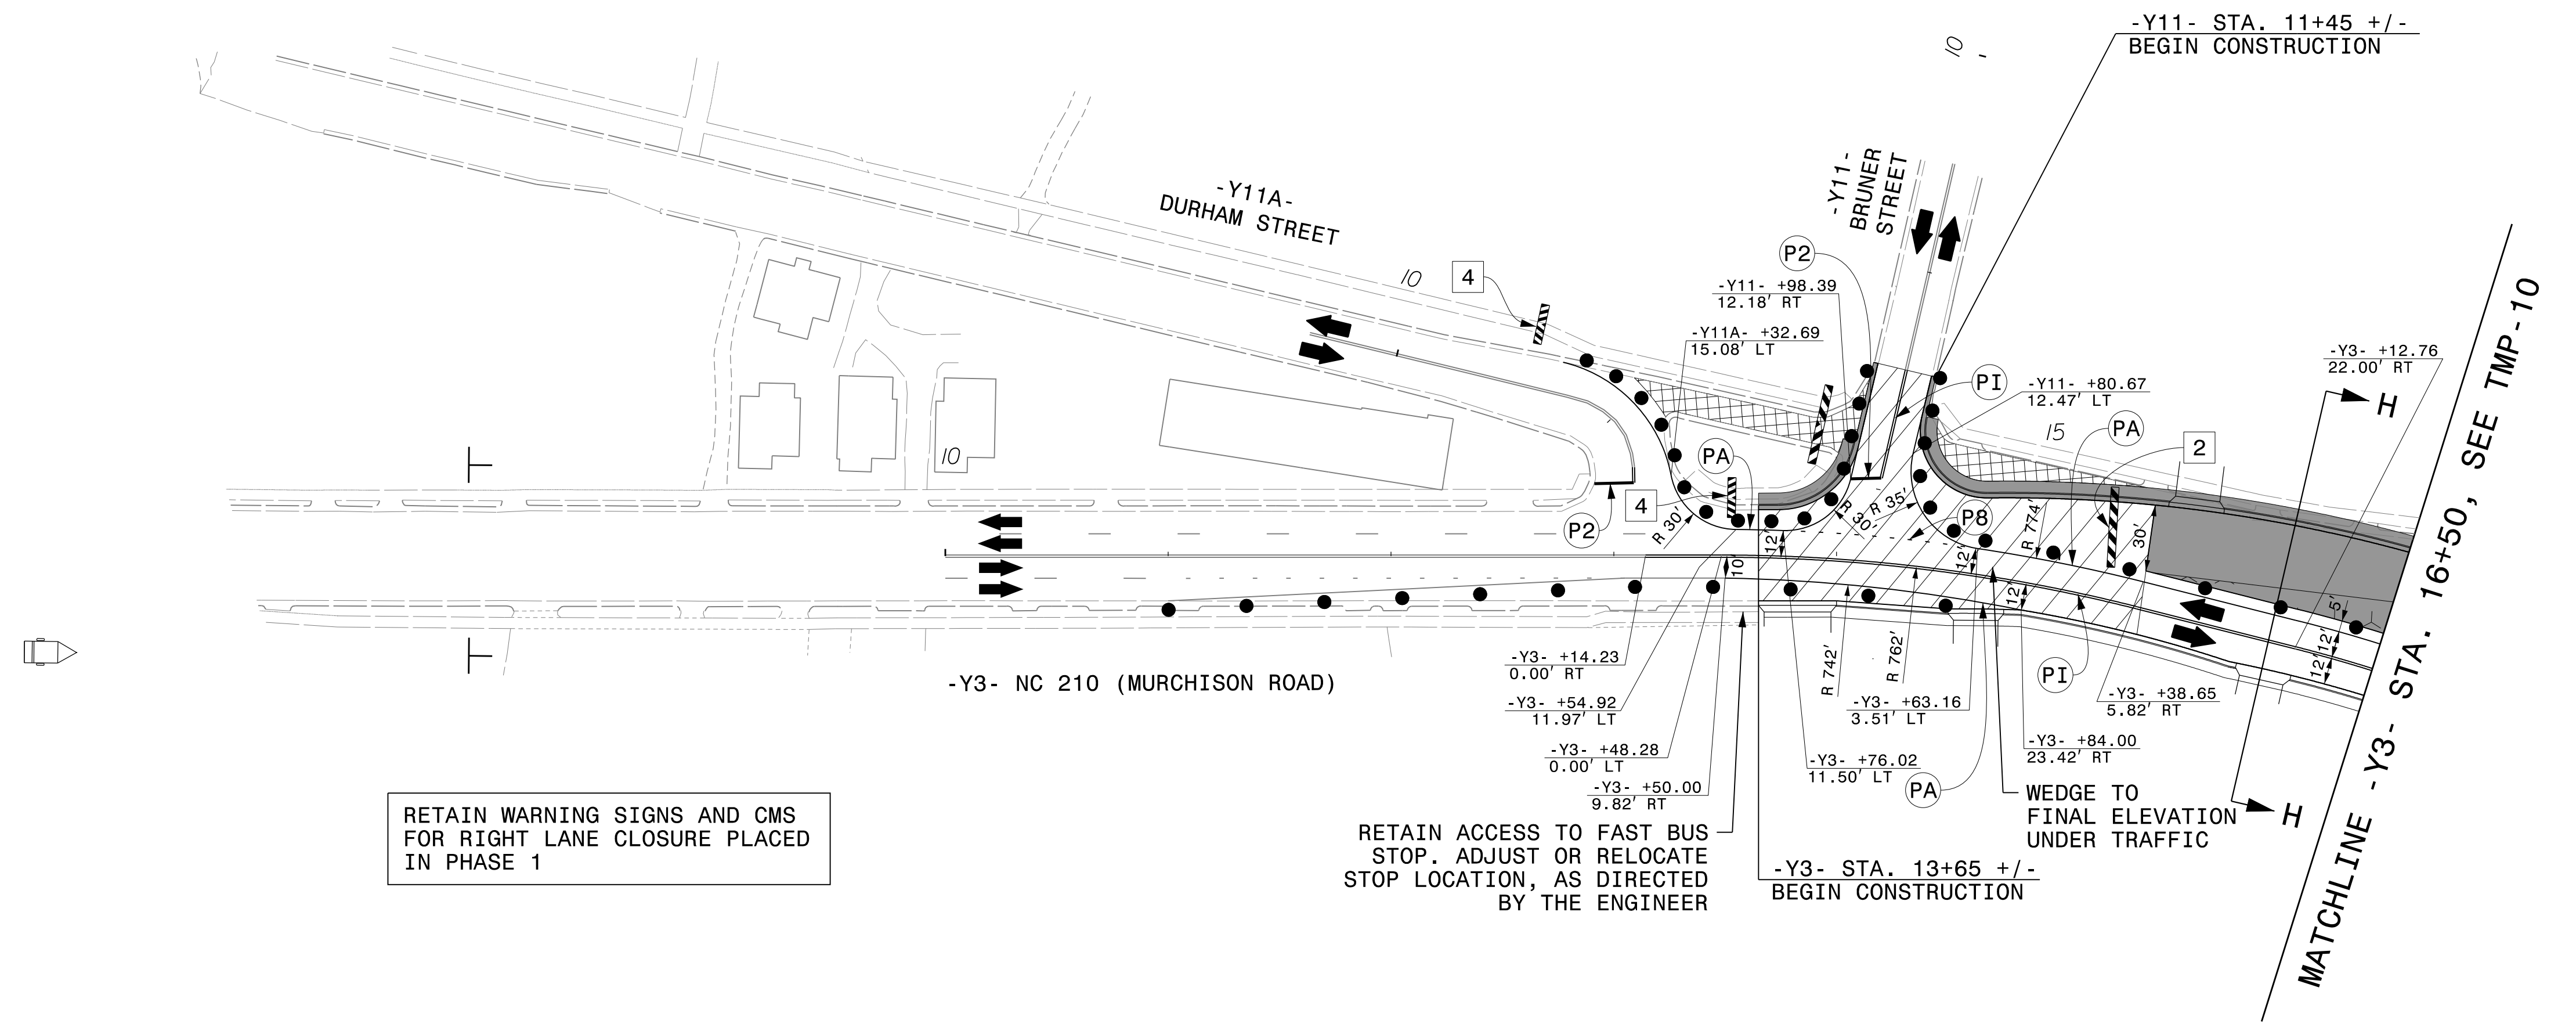 -Y11- STA. 11+45 +/-
BEGIN CONSTRUCTION
10
-Y11A-
DURHAM STREET
-Y11-
BRUNER
STREET
P2
4
10
-Y11- +98.39
12.18' RT
-Y11A- +32.69
15.08' LT
PI
-Y11- +80.67
12.47' LT
15
PA
2
-Y3- +12.76
22.00' RT
H
MATCHLINE -Y3- STA. 16+50, SEE TMP-10
10
PA
4
P2
R 30'
R 30'
R 35'
P8
R 774'
30'
12'
12'
10'
12'
5'
12'
12'
R 742'
R 762'
PI
-Y3- NC 210 (MURCHISON ROAD)
-Y3- +14.23
0.00' RT
-Y3- +54.92
11.97' LT
-Y3- +48.28
0.00' LT
-Y3- +50.00
9.82' RT
-Y3- +63.16
3.51' LT
-Y3- +76.02
11.50' LT
PA
-Y3- +38.65
5.82' RT
-Y3- +84.00
23.42' RT
WEDGE TO
FINAL ELEVATION
UNDER TRAFFIC
H
RETAIN WARNING SIGNS AND CMS
FOR RIGHT LANE CLOSURE PLACED
IN PHASE 1
RETAIN ACCESS TO FAST BUS
STOP. ADJUST OR RELOCATE
STOP LOCATION, AS DIRECTED
BY THE ENGINEER
-Y3- STA. 13+65 +/-
BEGIN CONSTRUCTION